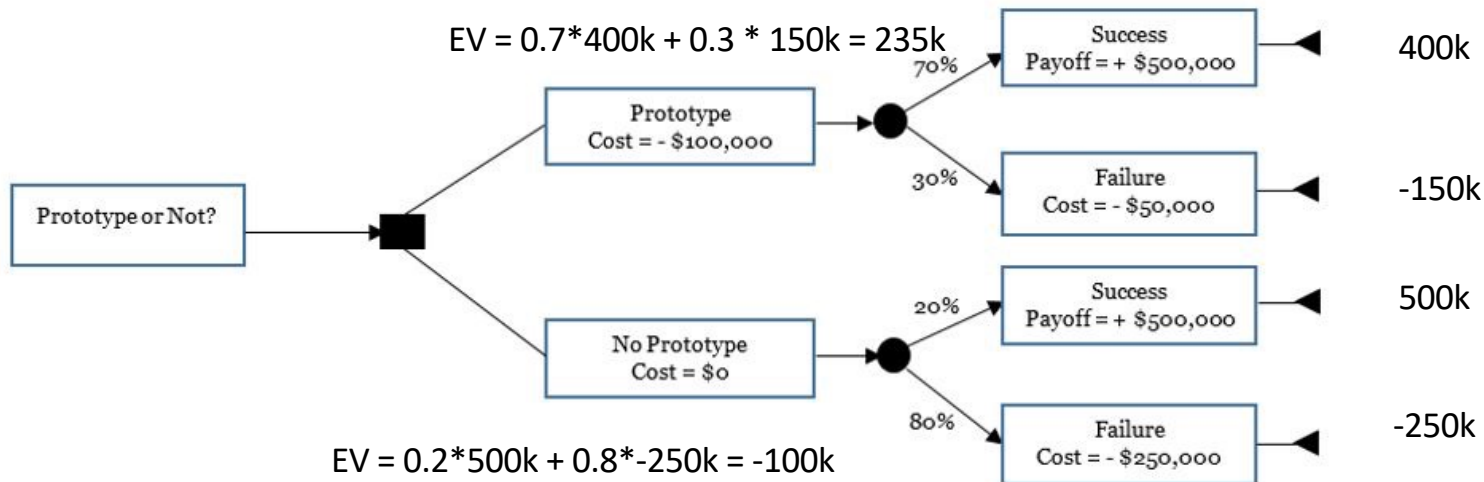 EV = 0.7*400k + 0.3 * 150k = 235k
Success
Payoff = + $500,000
400k
70%
Prototype
Cost = - $100,000
30%
Failure
Cost = - $50,000
-150k
Prototype or Not?
Success
Payoff = + $500,000
500k
20%
No Prototype
Cost = $0
80%
Failure
Cost = - $250,000
-250k
EV = 0.2*500k + 0.8*-250k = -100k